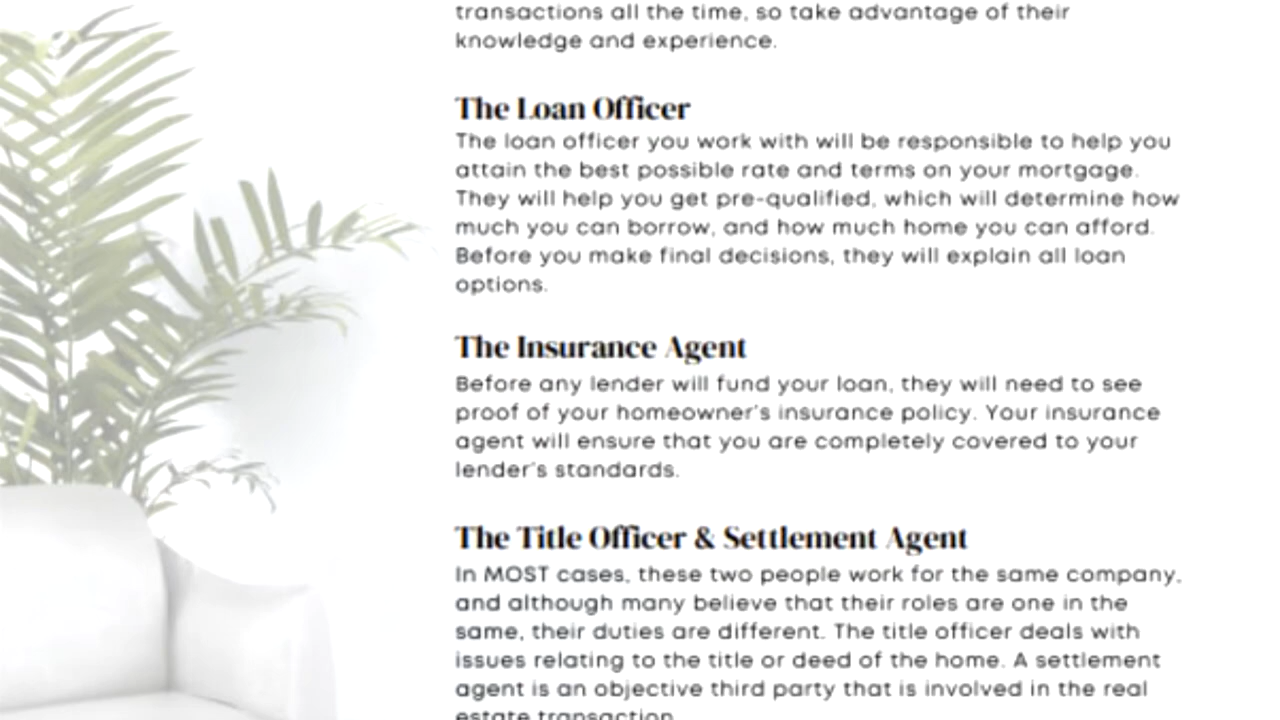 transactions all the time, so take advantage of their
knowledge and experience.
The Loan Officer
The loan officer you work with will be responsible to help you
attain the best possible rate and terms on your mortgage.
They will help you get pre-qualified, which will determine how
much you can borrow, and how much home you can afford.
Before you make final decisions, they will explain all loan
options.
The Insurance Agent
Before any lender will fund your loan, they will need to see
proof of your homeowner's insurance policy. Your insurance
agent will ensure that you are completely covered to your
lender's standards.
The Title Officer & Settlement Agent
In MOST cases, these two people work for the same company,
and although many believe that their roles are one in the
same, their duties are different. The title officer deals with
issues relating to the title or deed of the home. A settlement
agent is an objective third party that is involved in the real
estate transaction.